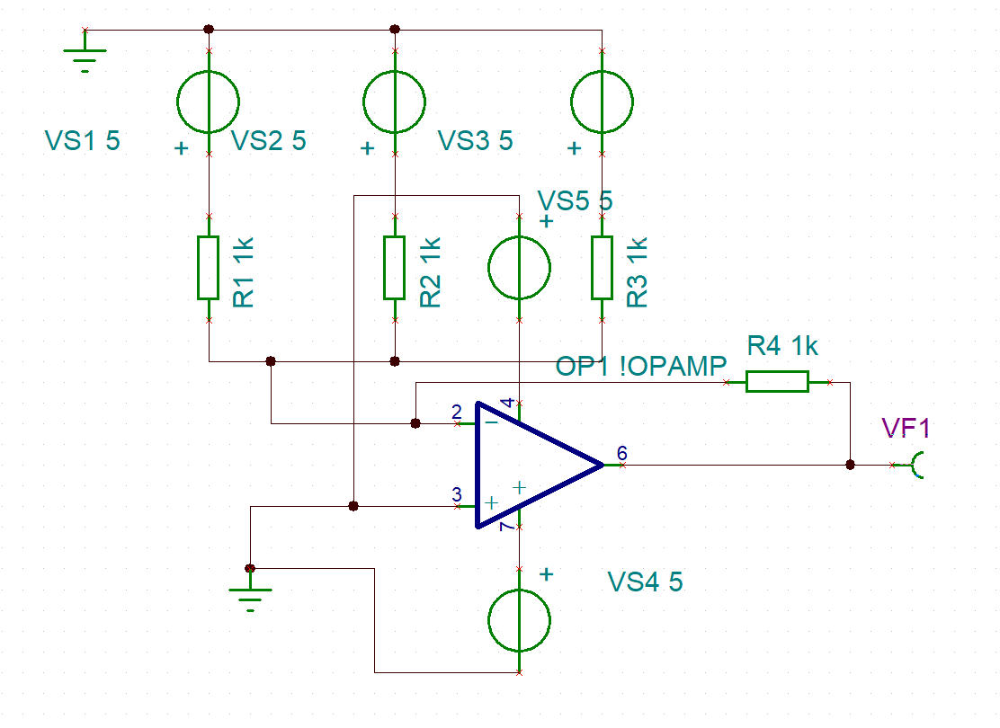 VS1 5
+
VS2 5
+
VS3 5
+
VS5 5
+
R1 1k
R2 1k
R3 1k
R4 1k
OP1 !OPAMP
VF1
2
4
−
6
3
+
+
7
+
VS4 5